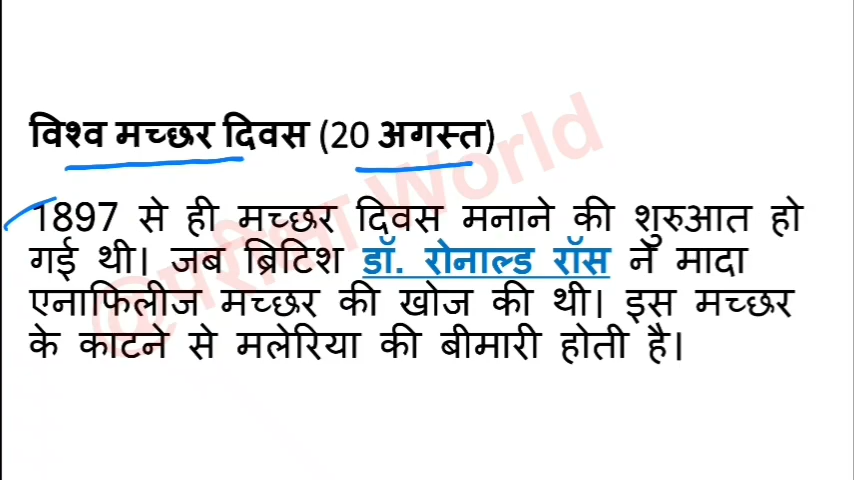 विश्व मच्छर दिवस (20 अगस्त)
1897 से ही मच्छर दिवस मनाने की शुरुआत हो
गई थी। जब ब्रिटिश डॉ. रोनाल्ड रॉस ने मादा
एनाफिलीज मच्छर की खोज की थी। इस मच्छर
के काटने से मलेरिया की बीमारी होती है।
World